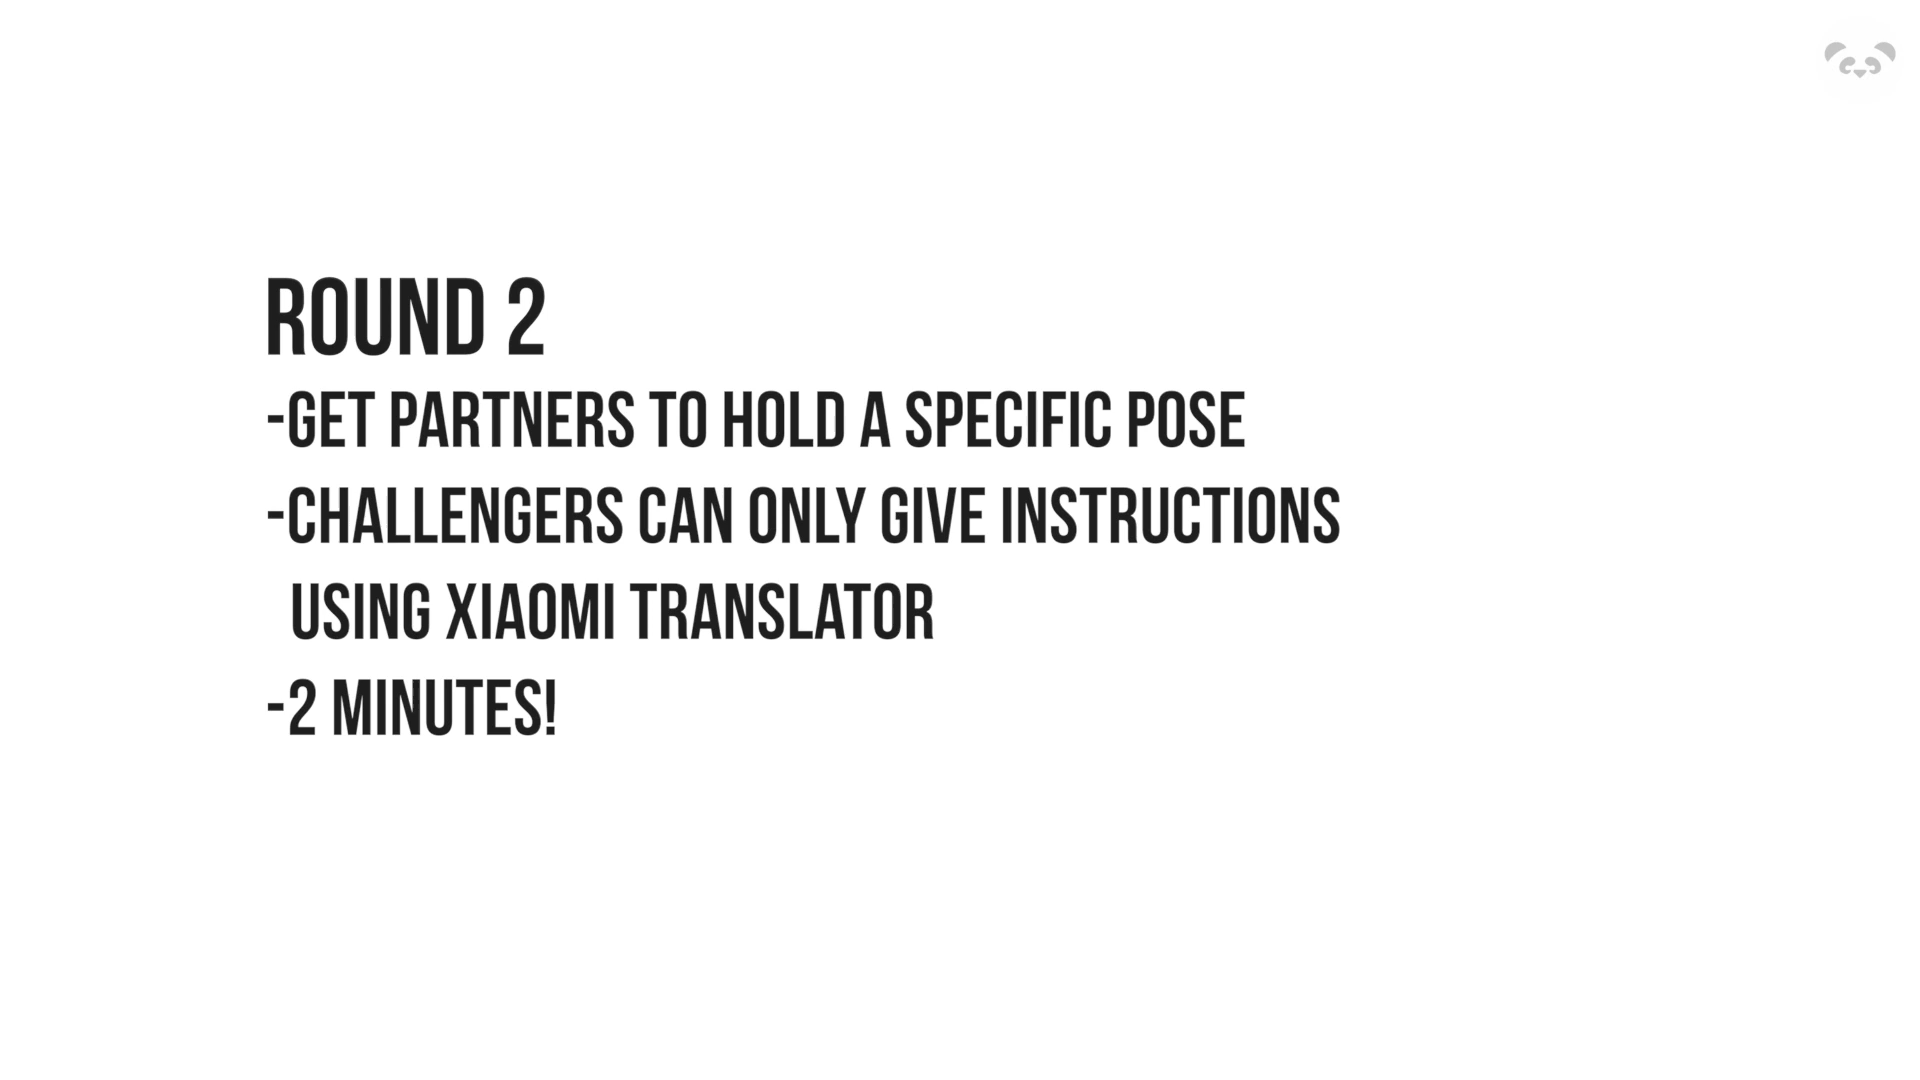 ROUND 2
-GET PARTNERS TO HOLD A SPECIFIC POSE
-CHALLENGERS CAN ONLY GIVE INSTRUCTIONS
USING XIAOMI TRANSLATOR
-2 MINUTES!